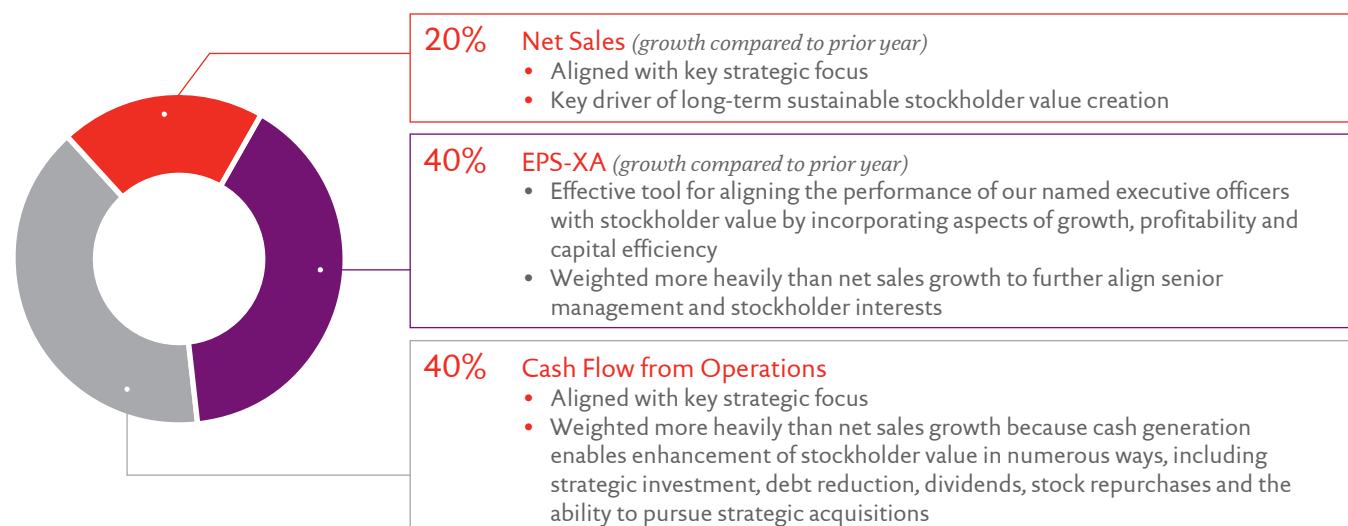 20% Net Sales (growth compared to prior year)
• Aligned with key strategic focus
• Key driver of long-term sustainable stockholder value creation
40% EPS-XA (growth compared to prior year)
• Effective tool for aligning the performance of our named executive officers
with stockholder value by incorporating aspects of growth, profitability and
capital efficiency
• Weighted more heavily than net sales growth to further align senior
management and stockholder interests
40% Cash Flow from Operations
• Aligned with key strategic focus
• Weighted more heavily than net sales growth because cash generation
enables enhancement of stockholder value in numerous ways, including
strategic investment, debt reduction, dividends, stock repurchases and the
ability to pursue strategic acquisitions